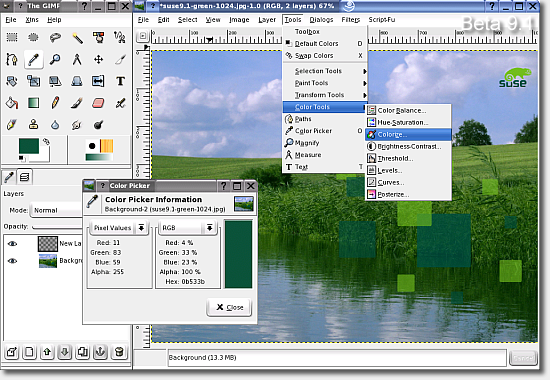 The GIMP
File Xtns Help
Layers
Mode: Normal
Opacity:
New La
Backgrou
*suse9.1-green-1024.jpg-1.0 (RGB, 2 layers) 67%
File Edit Select View Image Layer Tools Dialogs Filters Script-Fu
Beta 9.1
suse
Toolbox
Default Colors D
Swap Colors X
Selection Tools
Paint Tools
Transform Tools
Color Tools
Paths
Color Picker O
Magnify
Measure
Text T
Color Balance...
Hue-Saturation...
Colorize...
Brightness-Contrast...
Threshold...
Levels...
Curves...
Posterize...
Color Picker
Color Picker Information
Background-2 (suse9.1-green-1024.jpg)
Pixel Values RGB
Red: 11 Red: 4 %
Green: 83 Green: 33 %
Blue: 59 Blue: 23 %
Alpha: 255 Alpha: 100 %
Hex: 0b533b
Close
Background (13.3 MB)